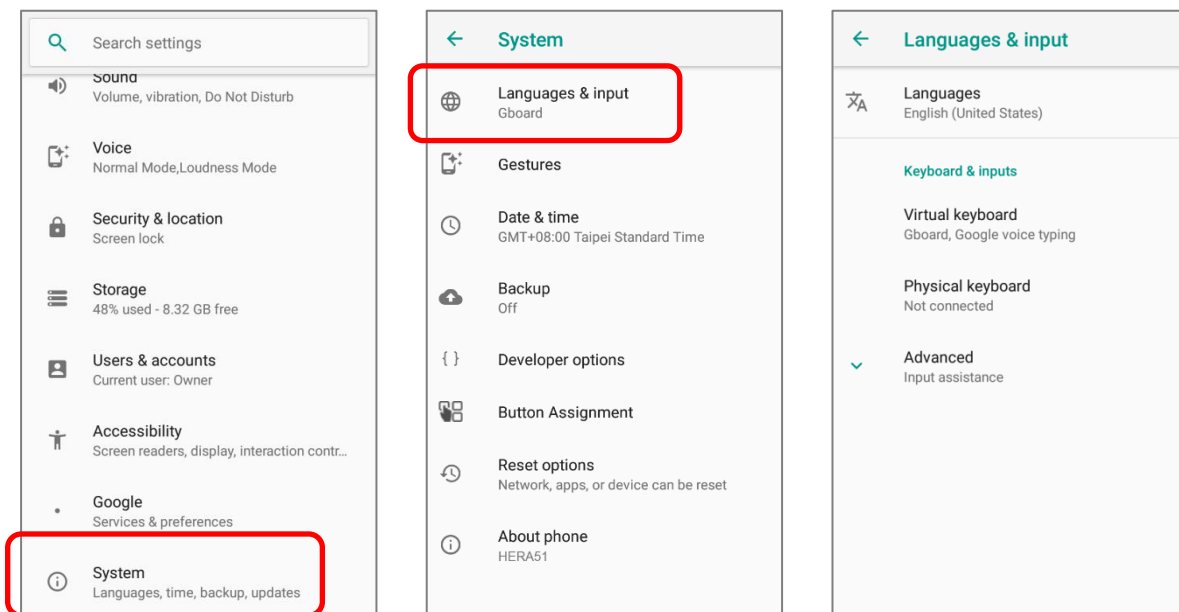 Search settings
Sound
Volume, vibration, Do Not Disturb
Voice
Normal Mode,Loudness Mode
Security & location
Screen lock
Storage
48% used - 8.32 GB free
Users & accounts
Current user: Owner
Accessibility
Screen readers, display, interaction contr...
Google
Services & preferences
System
Languages, time, backup, updates
System
Languages & input
Gboard
Gestures
Date & time
GMT+08:00 Taipei Standard Time
Backup
Off
{ } Developer options
Button Assignment
Reset options
Network, apps, or device can be reset
About phone
HERA51
Languages & input
Languages
English (United States)
Keyboard & inputs
Virtual keyboard
Gboard, Google voice typing
Physical keyboard
Not connected
Advanced
Input assistance